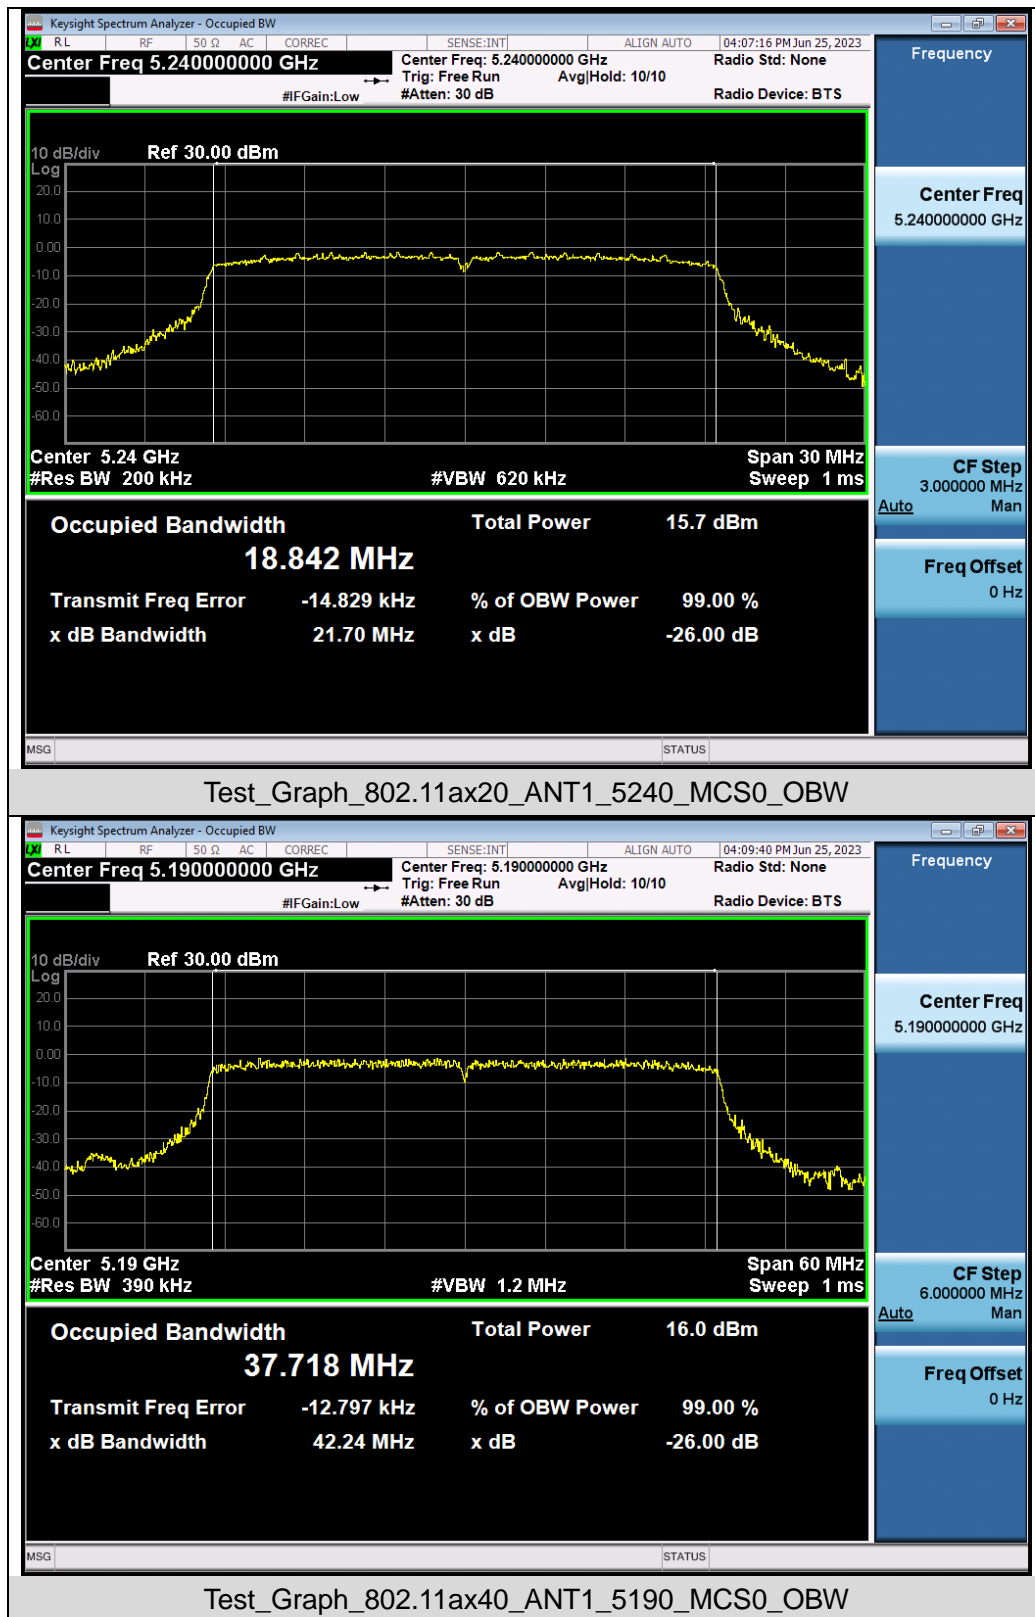 Keysight Spectrum Analyzer - Occupied BW
LXI RL RF 50 Ω AC CORREC SENSE:INT ALIGN AUTO 04:07:16 PM Jun 25, 2023
Center Freq 5.240000000 GHz
Center Freq: 5.240000000 GHz
Radio Std: None
Trig: Free Run Avg|Hold: 10/10
#IFGain:Low
#Atten: 30 dB
Radio Device: BTS
Frequency
10 dB/div Ref 30.00 dBm
Log
20.0
10.0
0.00
-10.0
-20.0
-30.0
-40.0
-50.0
-60.0
Center 5.24 GHz Span 30 MHz
#Res BW 200 kHz #VBW 620 kHz Sweep 1 ms
Center Freq
5.240000000 GHz
CF Step
3.000000 MHz
Auto Man
Freq Offset
0 Hz
Occupied Bandwidth Total Power 15.7 dBm
18.842 MHz
Transmit Freq Error -14.829 kHz % of OBW Power 99.00 %
x dB Bandwidth 21.70 MHz x dB -26.00 dB
MSG STATUS
Test_Graph_802.11ax20_ANT1_5240_MCS0_OBW
Keysight Spectrum Analyzer - Occupied BW
LXI RL RF 50 Ω AC CORREC SENSE:INT ALIGN AUTO 04:09:40 PM Jun 25, 2023
Center Freq 5.190000000 GHz
Center Freq: 5.190000000 GHz
Radio Std: None
Trig: Free Run Avg|Hold: 10/10
#IFGain:Low
#Atten: 30 dB
Radio Device: BTS
Frequency
10 dB/div Ref 30.00 dBm
Log
20.0
10.0
0.00
-10.0
-20.0
-30.0
-40.0
-50.0
-60.0
Center 5.19 GHz Span 60 MHz
#Res BW 390 kHz #VBW 1.2 MHz Sweep 1 ms
Center Freq
5.190000000 GHz
CF Step
6.000000 MHz
Auto Man
Freq Offset
0 Hz
Occupied Bandwidth Total Power 16.0 dBm
37.718 MHz
Transmit Freq Error -12.797 kHz % of OBW Power 99.00 %
x dB Bandwidth 42.24 MHz x dB -26.00 dB
MSG STATUS
Test_Graph_802.11ax40_ANT1_5190_MCS0_OBW